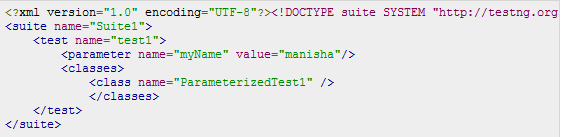 <?xml version="1.0" encoding="UTF-8"?><!DOCTYPE suite SYSTEM "http://testng.org
<suite name="Suite1">
<test name="test1">
<parameter name="myName" value="manisha"/>
<classes>
<class name="ParameterizedTest1" />
</classes>
</test>
</suite>